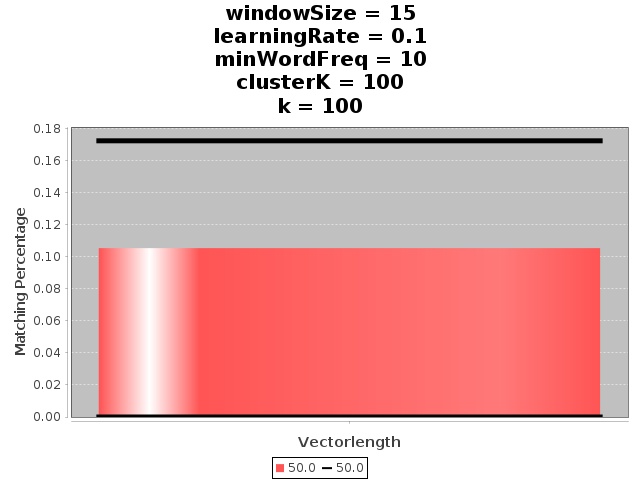 windowSize = 15
learningRate = 0.1
minWordFreq = 10
clusterK = 100
k = 100
0.18
0.16
0.14
0.12
0.10
0.08
0.06
0.04
0.02
0.00
Matching Percentage
Vectorlength
50.0 50.0